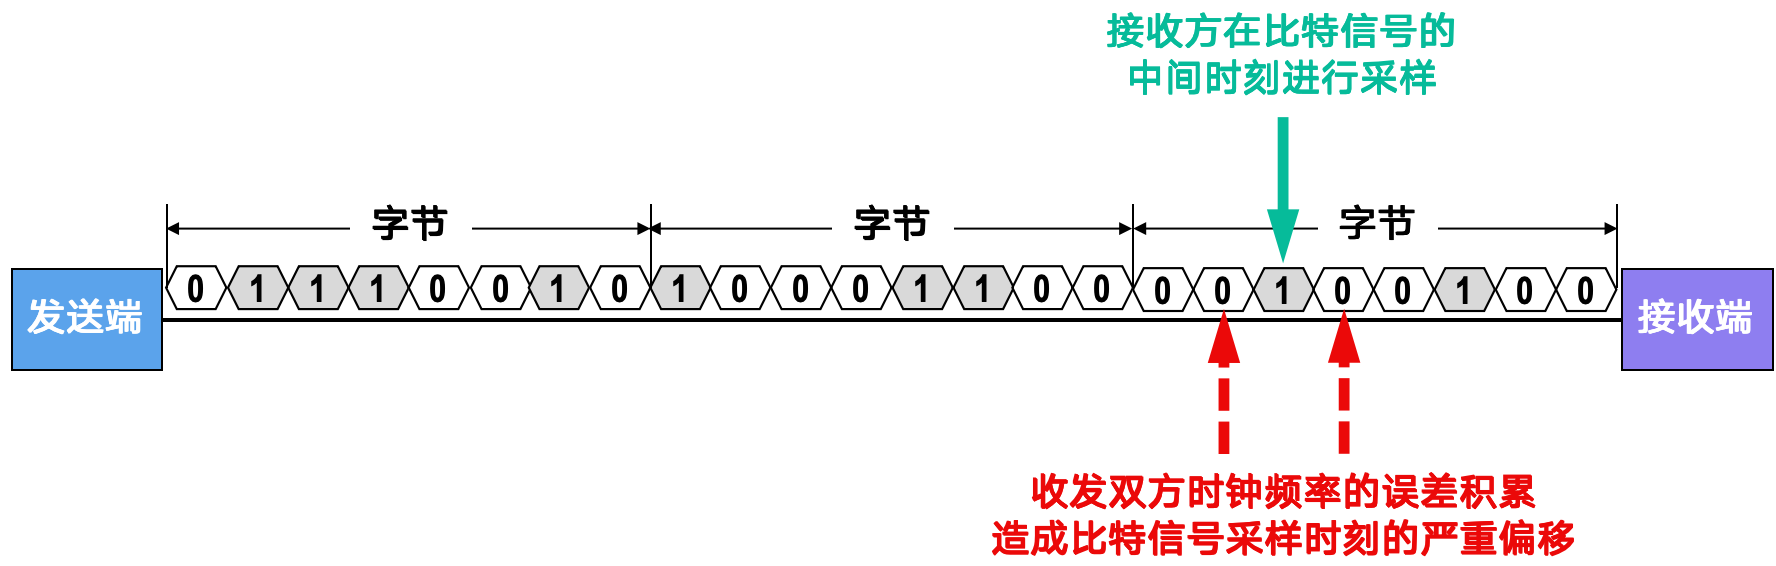 接收方在比特信号的
中间时刻进行采样
字节 字节 字节
0 1 1 1 0 0 1 0 1 0 0 0 1 1 0 0 0 0 1 0 0 1 0 0
发送端 接收端
收发双方时钟频率的误差积累
造成比特信号采样时刻的严重偏移